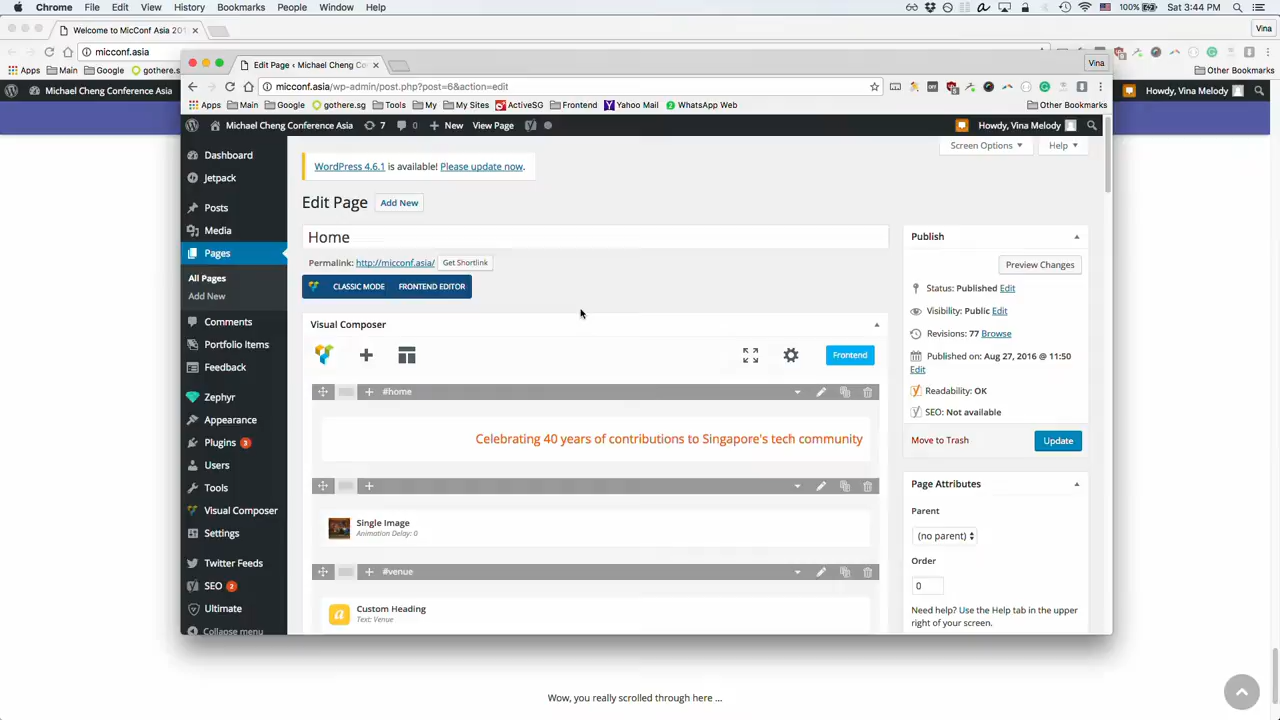 Chrome File Edit View History Bookmarks People Window Help 100% Sat 3:44 PM Vina Melody
Welcome to MicConf Asia 201 Vina
micconf.asia
Apps Main Google gothere.s Other Bookmarks
Michael Cheng Conference Asia Howdy, Vina Melody
Edit Page ‹ Michael Cheng Co Vina
micconf.asia/wp-admin/post.php?post=6&action=edit
Apps Main Google gothere.sg Tools My My Sites ActiveSG Frontend Yahoo Mail WhatsApp Web Other Bookmarks
Michael Cheng Conference Asia 7 0 New View Page Howdy, Vina Melody
Screen Options Help
Dashboard
Jetpack
Posts
Media
Pages
All Pages
Add New
Comments
Portfolio Items
Feedback
Zephyr
Appearance
Plugins 3
Users
Tools
Visual Composer
Settings
Twitter Feeds
SEO 2
Ultimate
Collapse menu
WordPress 4.6.1 is available! Please update now.
Edit Page Add New
Home
Permalink: http://micconf.asia/ Get Shortlink
CLASSIC MODE FRONTEND EDITOR
Visual Composer
Frontend
#home
Celebrating 40 years of contributions to Singapore's tech community
Single Image
Animation Delay: 0
#venue
Custom Heading
Text: Venue
Publish
Preview Changes
Status: Published Edit
Visibility: Public Edit
Revisions: 77 Browse
Published on: Aug 27, 2016 @ 11:50
Edit
Readability: OK
SEO: Not available
Move to Trash Update
Page Attributes
Parent
(no parent)
Order
0
Need help? Use the Help tab in the upper
right of your screen.
Wow, you really scrolled through here ...